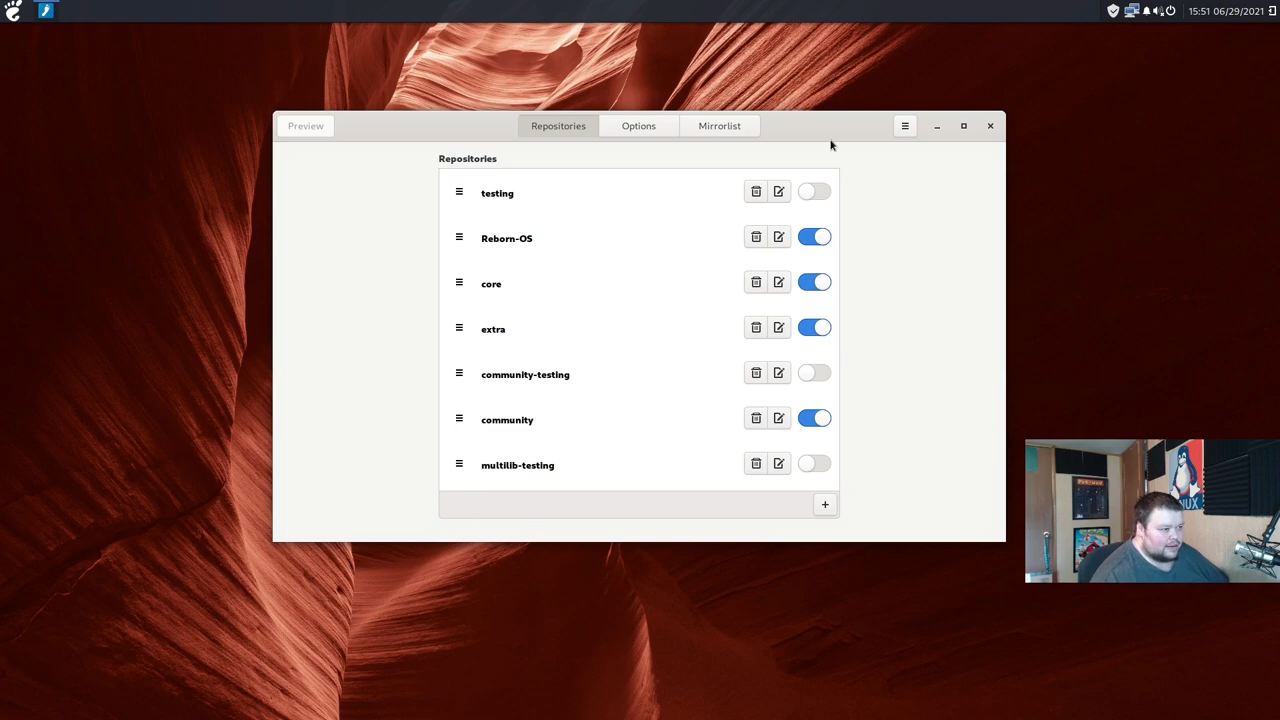 15:51 06/29/2021
Preview
Repositories
Options
Mirrorlist
Repositories
testing
Reborn-OS
core
extra
community-testing
community
multilib-testing